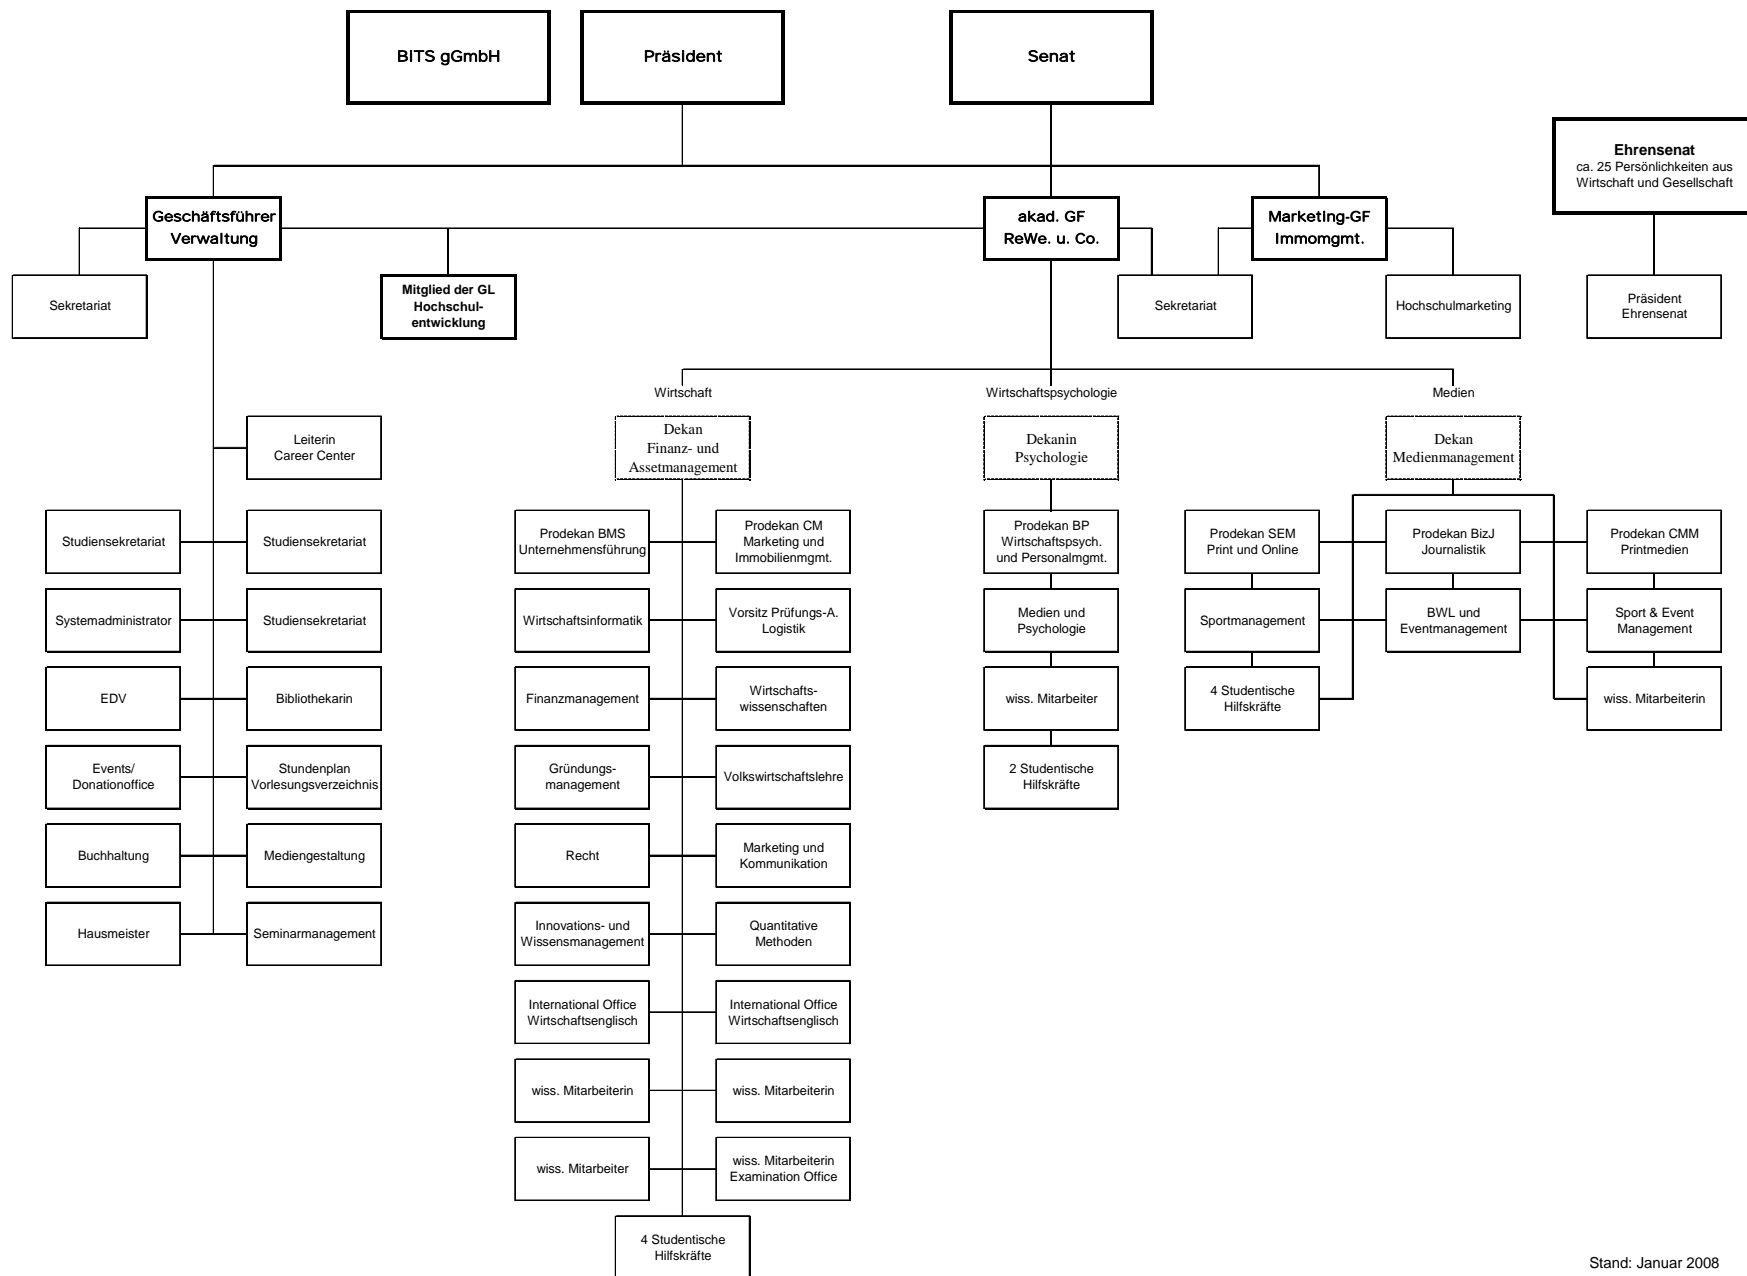 BITS gGmbH
Präsident
Senat
Ehrensenat
ca. 25 Persönlichkeiten aus
Wirtschaft und Gesellschaft
Geschäftsführer
Verwaltung
akad. GF
ReWe. u. Co.
Marketing-GF
Immomgmt.
Sekretariat
Mitglied der GL
Hochschul-
entwicklung
Sekretariat
Hochschulmarketing
Präsident
Ehrensenat
Wirtschaft
Wirtschaftspsychologie
Medien
Leiterin
Career Center
Dekan
Finanz- und
Assetmanagement
Dekanin
Psychologie
Dekan
Medienmanagement
Studiensekretariat
Studiensekretariat
Prodekan BMS
Unternehmensführung
Prodekan CM
Marketing und
Immobilienmgmt.
Prodekan BP
Wirtschaftspsych.
und Personalmgmt.
Prodekan SEM
Print und Online
Prodekan BizJ
Journalistik
Prodekan CMM
Printmedien
Systemadministrator
Studiensekretariat
Wirtschaftsinformatik
Vorsitz Prüfungs-A.
Logistik
Medien und
Psychologie
Sportmanagement
BWL und
Eventmanagement
Sport & Event
Management
EDV
Bibliothekarin
Finanzmanagement
Wirtschafts-
wissenschaften
wiss. Mitarbeiter
4 Studentische
Hilfskräfte
wiss. Mitarbeiterin
Events/
Donationoffice
Stundenplan
Vorlesungsverzeichnis
Gründungs-
management
Volkswirtschaftslehre
2 Studentische
Hilfskräfte
Buchhaltung
Mediengestaltung
Recht
Marketing und
Kommunikation
Hausmeister
Seminarmanagement
Innovations- und
Wissensmanagement
Quantitative
Methoden
International Office
Wirtschaftsenglisch
International Office
Wirtschaftsenglisch
wiss. Mitarbeiterin
wiss. Mitarbeiterin
wiss. Mitarbeiter
wiss. Mitarbeiterin
Examination Office
4 Studentische
Hilfskräfte
Stand: Januar 2008